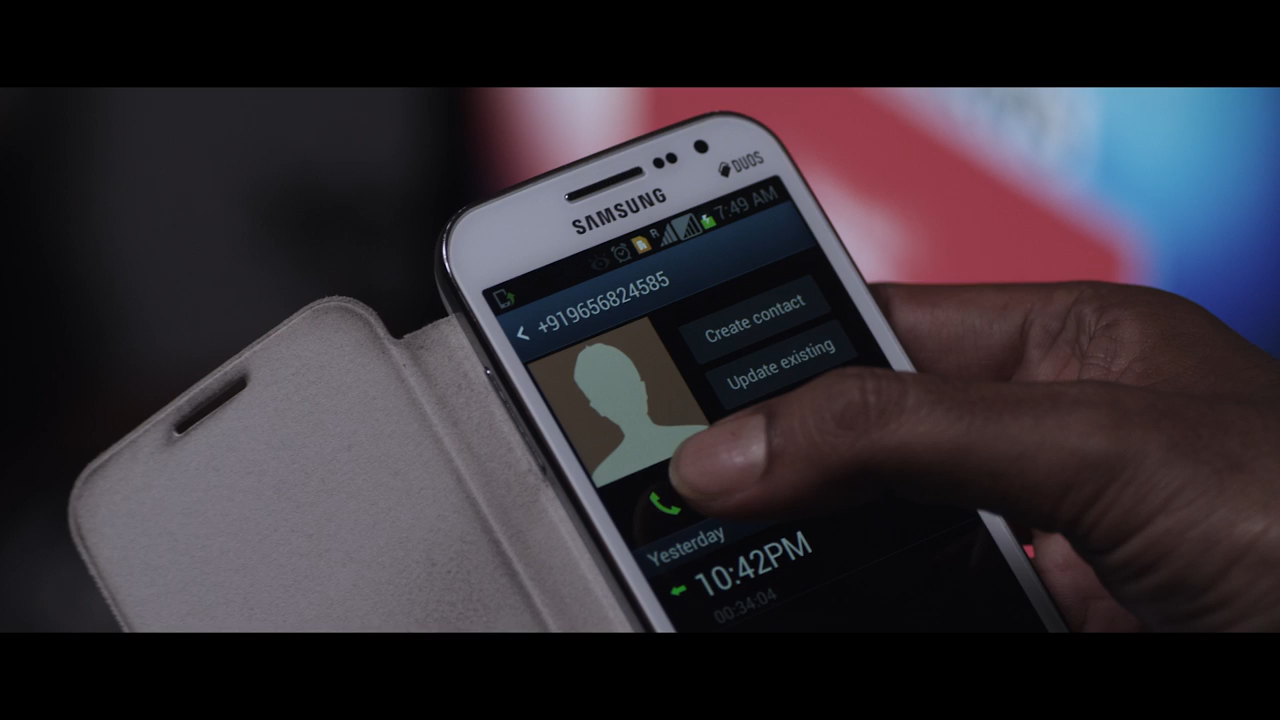 DUOS
SAMSUNG
R 7:49 AM
+919656824585
Create contact
Update existing
Yesterday
10:42PM
00:34:04